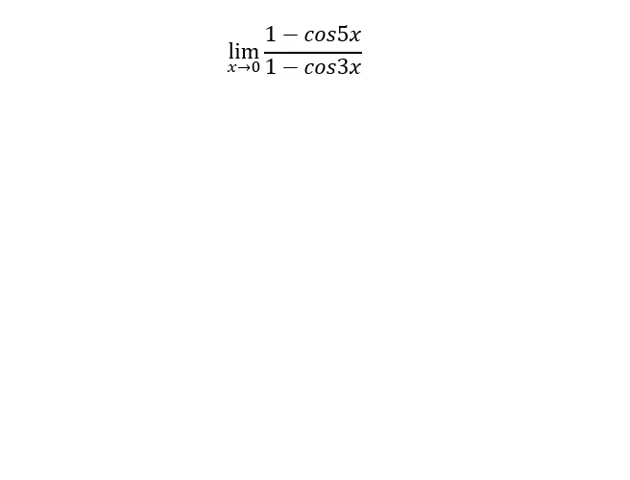 lim x→0 1 − cos5x / 1 − cos3x